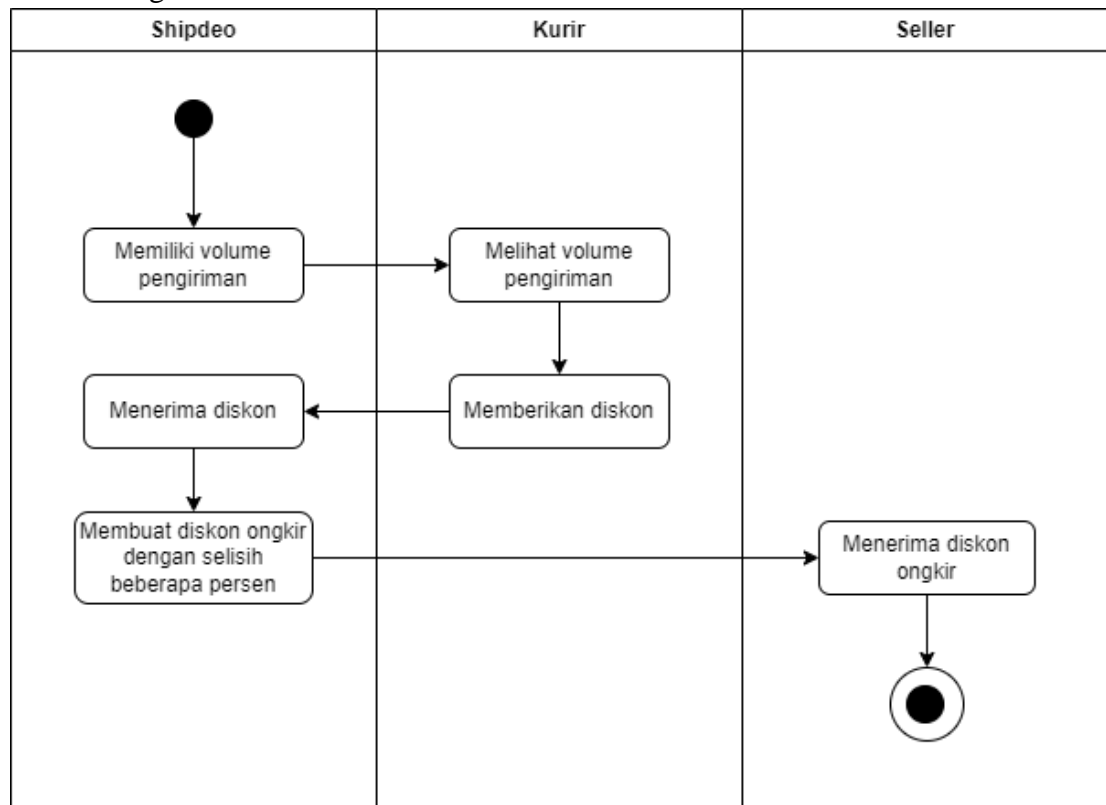 Shipdeo
Kurir
Seller
Memiliki volume
pengiriman
Melihat volume
pengiriman
Menerima diskon
Memberikan diskon
Membuat diskon ongkir
dengan selisih
beberapa persen
Menerima diskon
ongkir